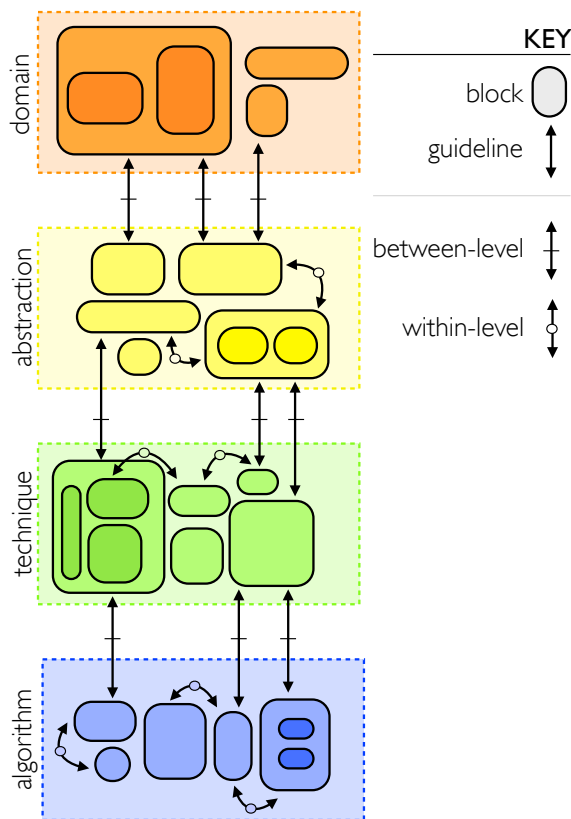 domain
KEY
block
guideline
abstraction
between-level
within-level
technique
algorithm